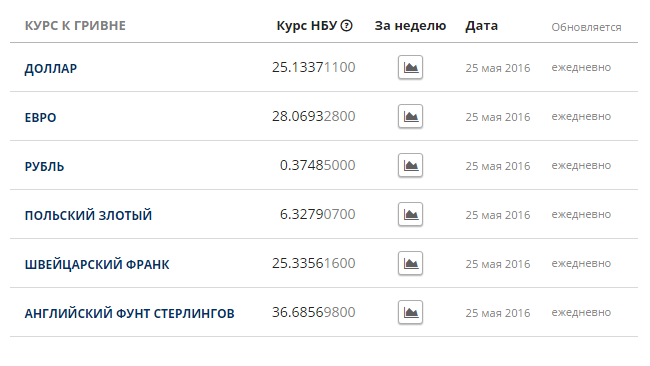 КУРС К ГРИВНЕ Курс НБУ ? За неделю Дата Обновляется
ДОЛЛАР 25.13371100 25 мая 2016 ежедневно
ЕВРО 28.06932800 25 мая 2016 ежедневно
РУБЛЬ 0.37485000 25 мая 2016 ежедневно
ПОЛЬСКИЙ ЗЛОТЫЙ 6.32790700 25 мая 2016 ежедневно
ШВЕЙЦАРСКИЙ ФРАНК 25.33561600 25 мая 2016 ежедневно
АНГЛИЙСКИЙ ФУНТ СТЕРЛИНГОВ 36.68569800 25 мая 2016 ежедневно